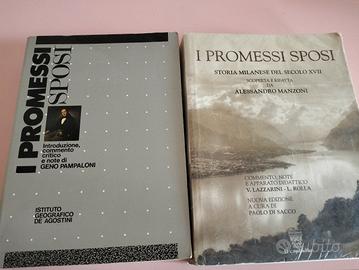 I PROMESSI
SPOSI
Introduzione,
commento
critico
e note di
GENO PAMPALONI
ISTITUTO
GEOGRAFICO
DE AGOSTINI
I PROMESSI SPOSI
STORIA MILANESE DEL SECOLO XVII
SCOPERTA E RIFATTA
DA
ALESSANDRO MANZONI
COMMENTO, NOTE
E APPARATO DIDATTICO
V. LAZZARINI - L. ROLLA
NUOVA EDIZIONE
A CURA DI
PAOLO DI SACCO
subito